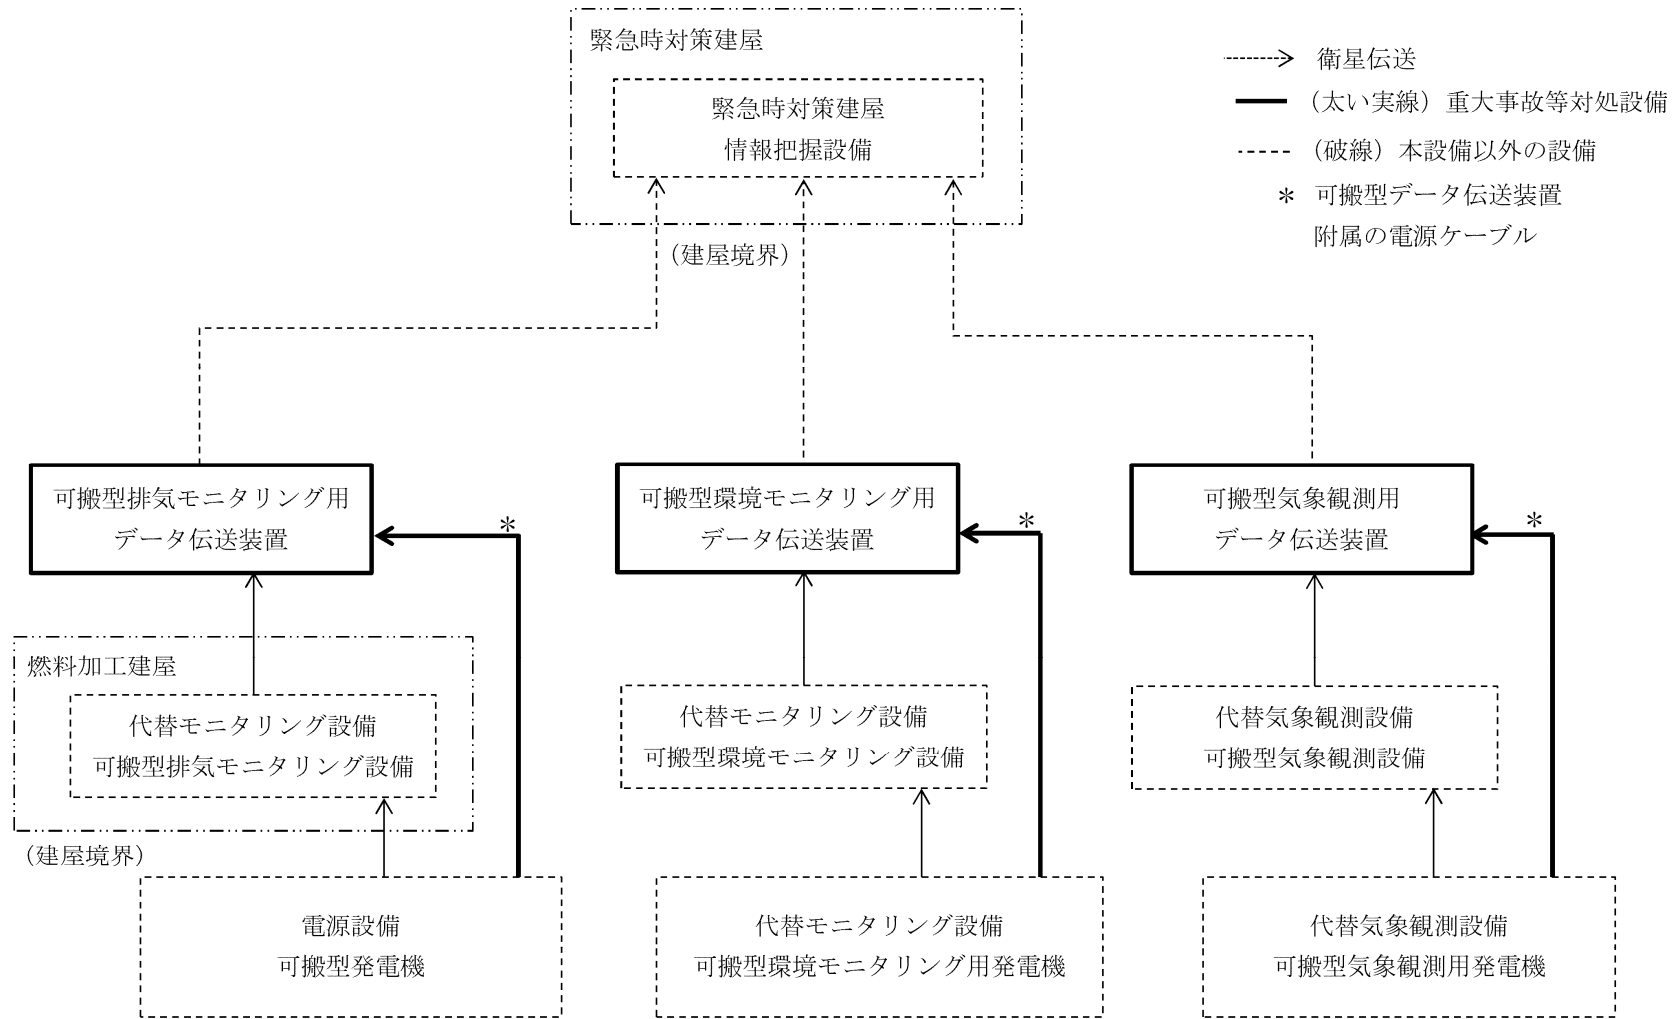 緊急時対策建屋
緊急時対策建屋
情報把握設備
(建屋境界)
衛星伝送
(太い実線)重大事故等対処設備
(破線)本設備以外の設備
* 可搬型データ伝送装置
附属の電源ケーブル
可搬型排気モニタリング用
データ伝送装置
*
可搬型環境モニタリング用
データ伝送装置
*
可搬型気象観測用
データ伝送装置
*
燃料加工建屋
代替モニタリング設備
可搬型排気モニタリング設備
(建屋境界)
代替モニタリング設備
可搬型環境モニタリング設備
代替気象観測設備
可搬型気象観測設備
電源設備
可搬型発電機
代替モニタリング設備
可搬型環境モニタリング用発電機
代替気象観測設備
可搬型気象観測用発電機